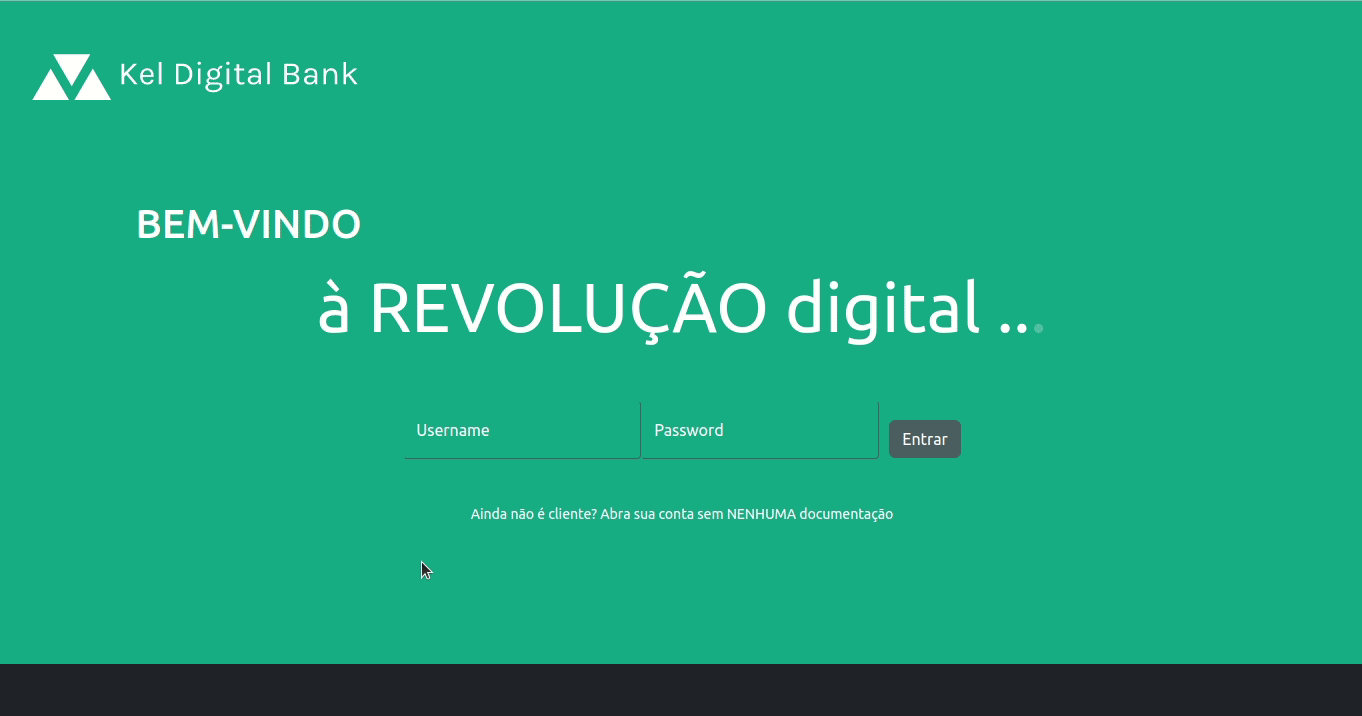 Kel Digital Bank
BEM-VINDO
à REVOLUÇÃO digital ...
Username
Password
Entrar
Ainda não é cliente? Abra sua conta sem NENHUMA documentação